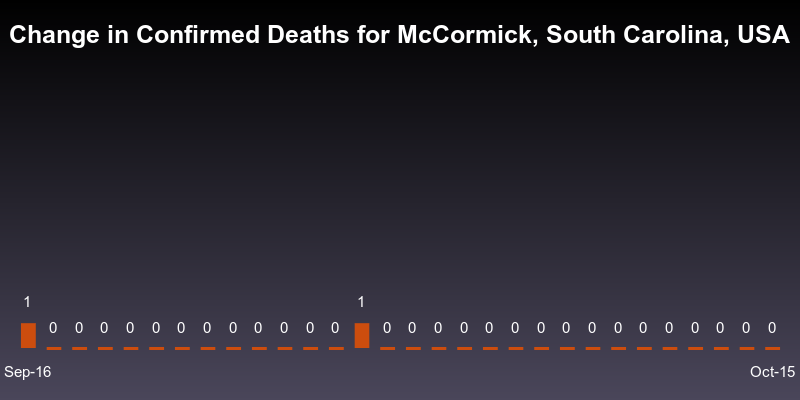 Change in Confirmed Deaths for McCormick, South Carolina, USA
1 1
0 0 0 0 0 0 0 0 0 0 0 0 0 0 0 0 0 0 0 0 0 0 0 0 0 0 0 0
Sep-16 Oct-15